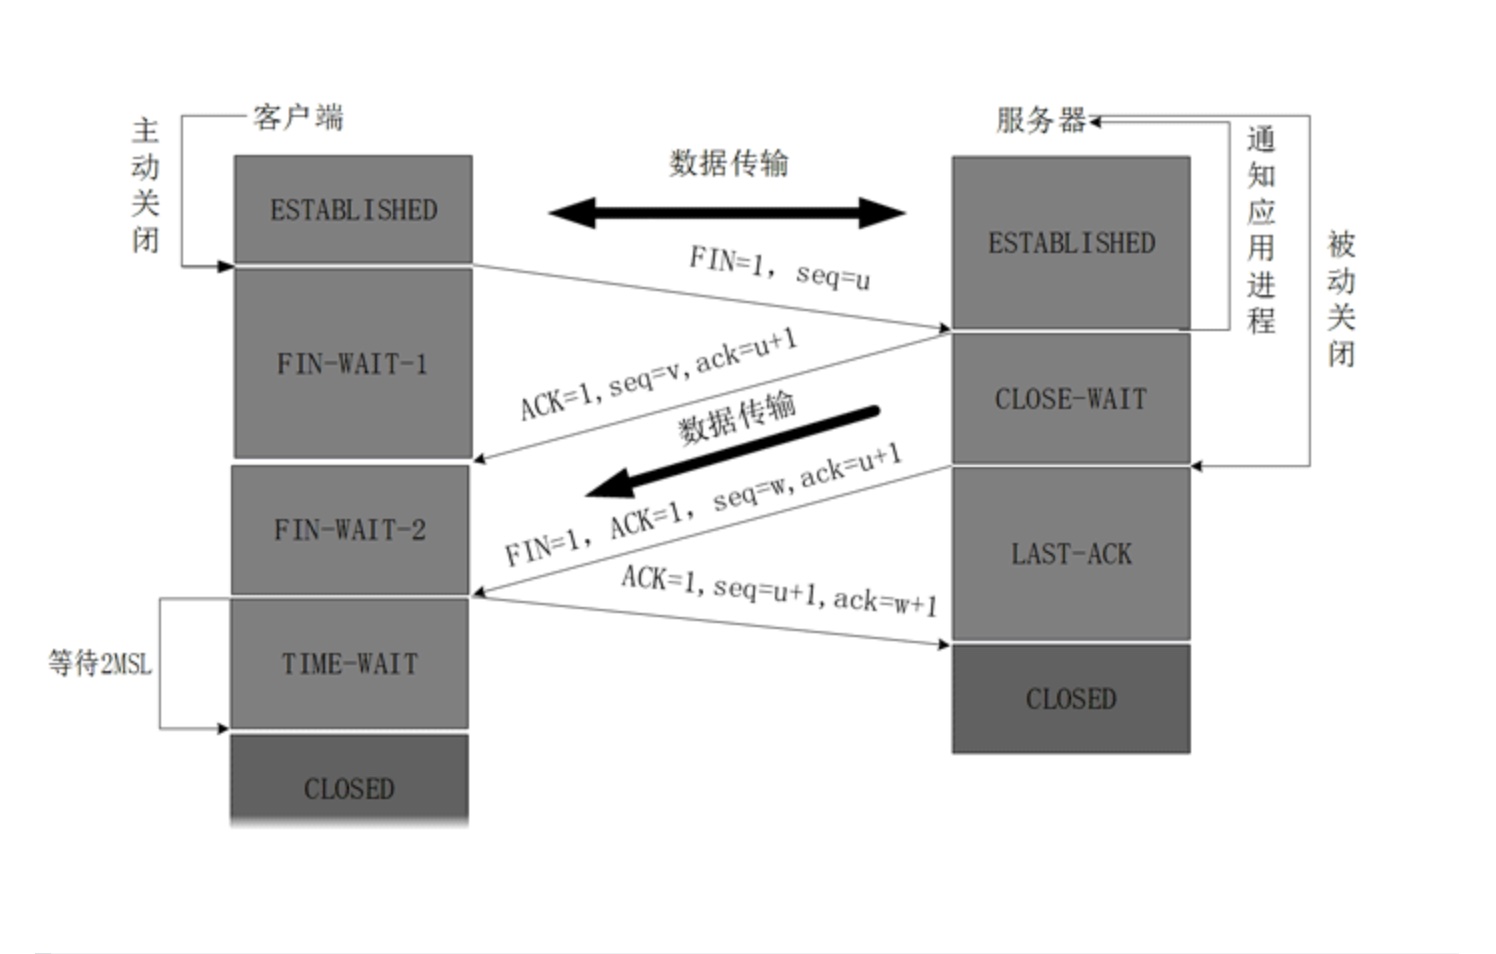 客户端
服务器
主动关闭
通知应用进程
被动关闭
数据传输
ESTABLISHED
ESTABLISHED
FIN=1, seq=u
FIN-WAIT-1
ACK=1,seq=v,ack=u+1
CLOSE-WAIT
数据传输
FIN-WAIT-2
FIN=1, ACK=1, seq=w,ack=u+1
LAST-ACK
ACK=1,seq=u+1,ack=w+1
等待2MSL
TIME-WAIT
CLOSED
CLOSED